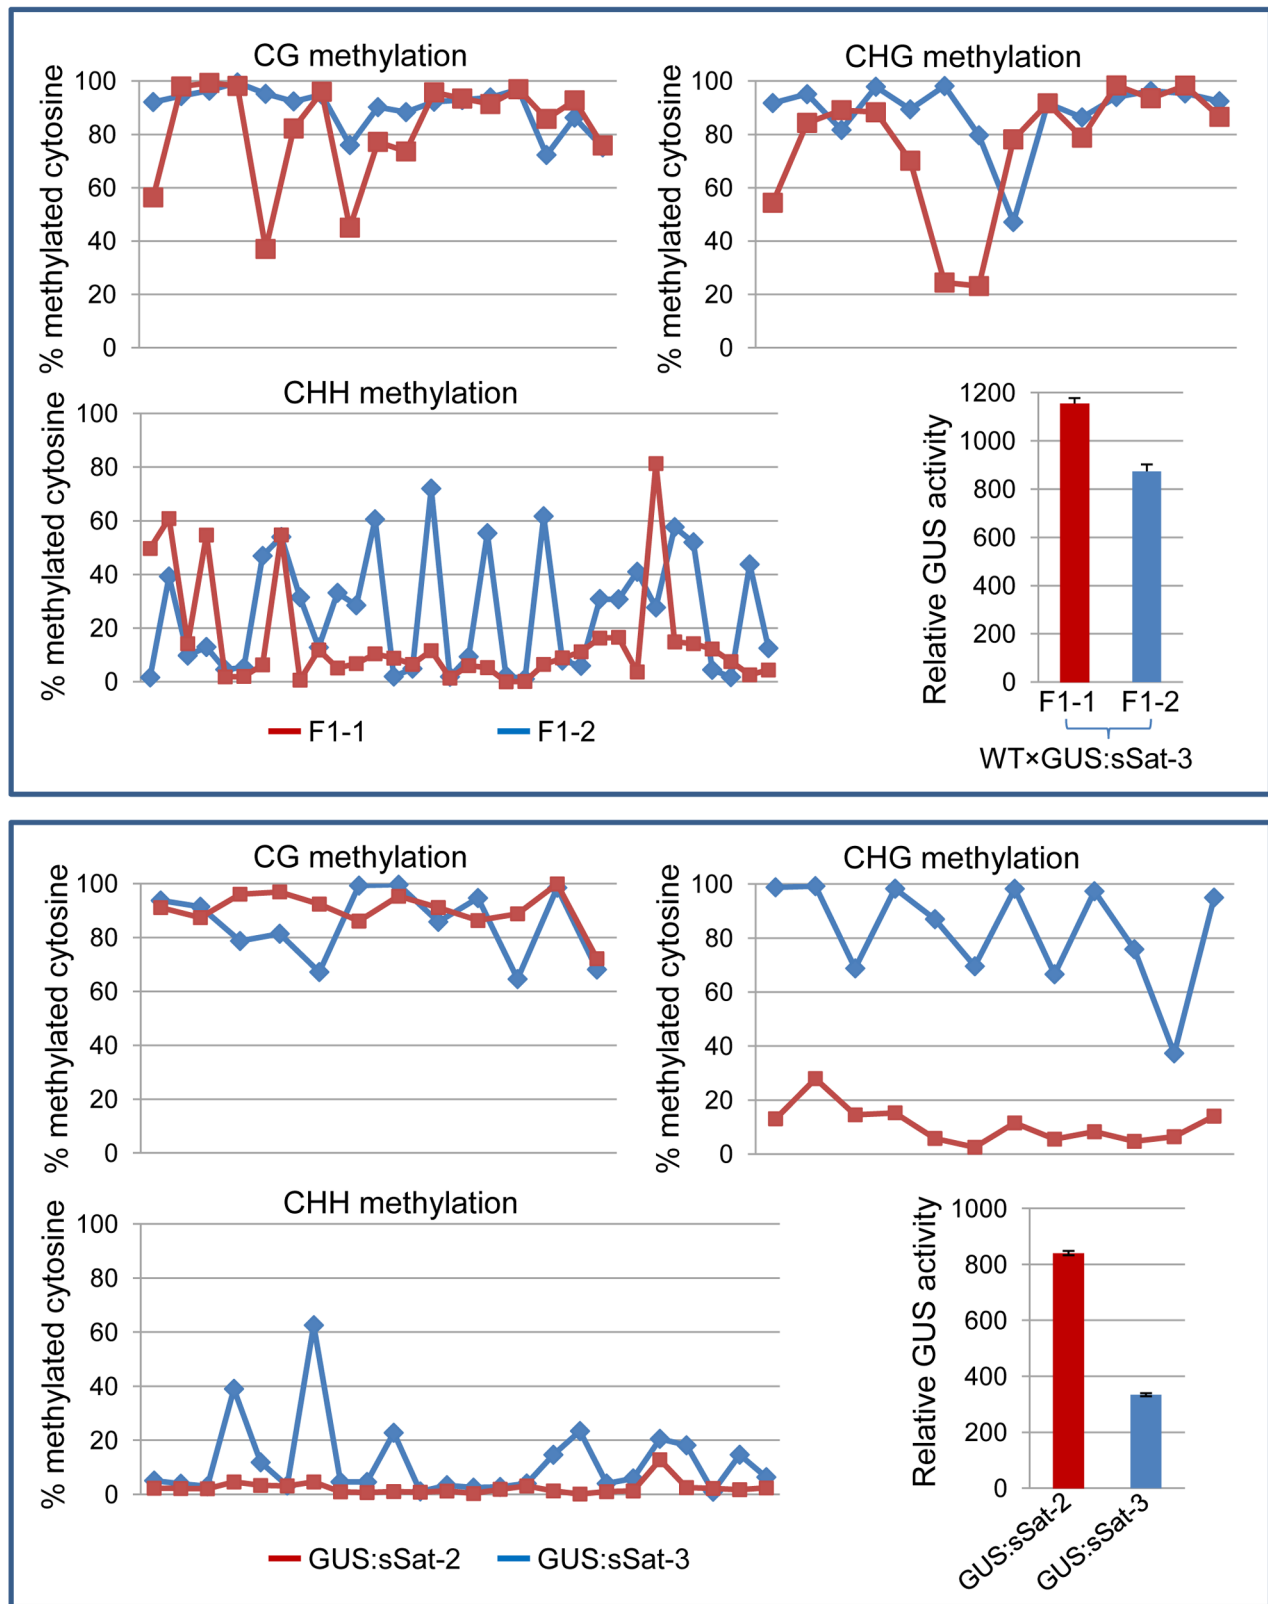 CG methylation
% methylated cytosine
100
80
60
40
20
0
CHG methylation
% methylated cytosine
100
80
60
40
20
0
CHH methylation
% methylated cytosine
100
80
60
40
20
0
F1-1 F1-2
Relative GUS activity
1200
1000
800
600
400
200
0
F1-1 F1-2
WT×GUS:sSat-3
CG methylation
% methylated cytosine
100
80
60
40
20
0
CHG methylation
% methylated cytosine
100
80
60
40
20
0
CHH methylation
% methylated cytosine
100
80
60
40
20
0
GUS:sSat-2 GUS:sSat-3
Relative GUS activity
1000
800
600
400
200
0
GUS:sSat-2
GUS:sSat-3